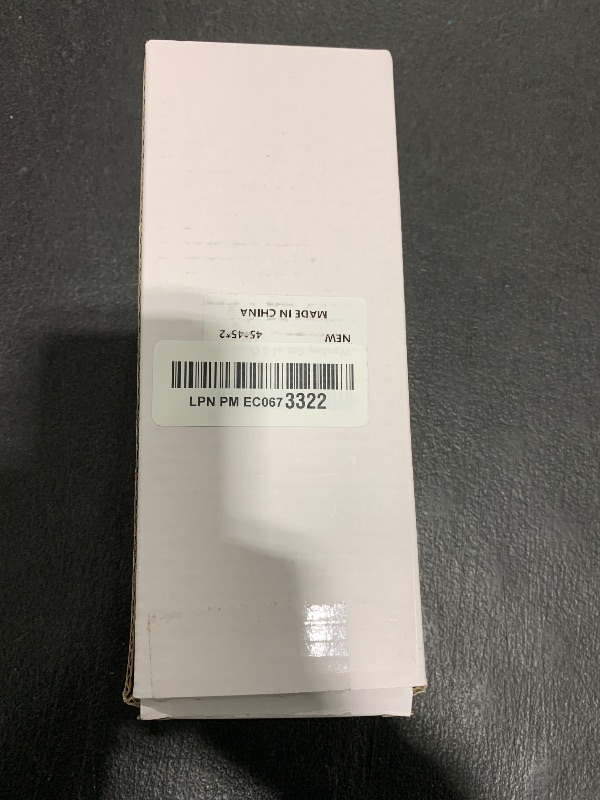 MADE IN CHINA
NEW 45*45*2
LPN PM EC067 3322